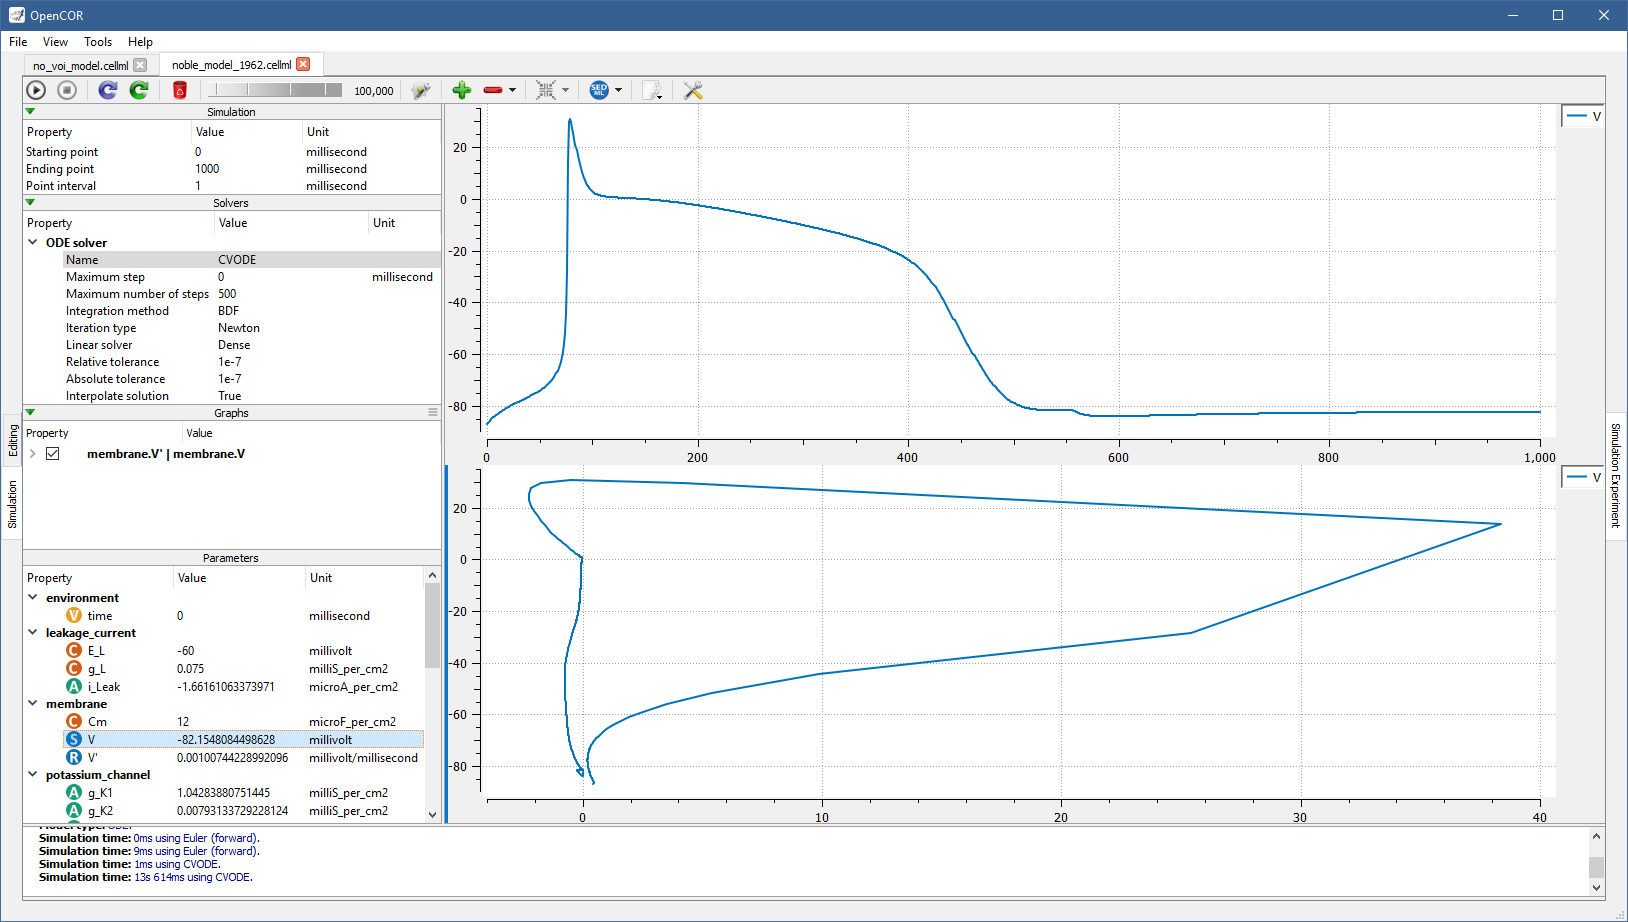 OpenCOR
File View Tools Help
no_voi_model.cellml noble_model_1962.cellml
100,000 SED ML
Simulation
Property Value Unit
Starting point 0 millisecond
Ending point 1000 millisecond
Point interval 1 millisecond
Solvers
Property Value Unit
ODE solver
Name CVODE
Maximum step 0 millisecond
Maximum number of steps 500
Integration method BDF
Iteration type Newton
Linear solver Dense
Relative tolerance 1e-7
Absolute tolerance 1e-7
Interpolate solution True
Graphs
Property Value
membrane.V' | membrane.V
Parameters
Property Value Unit
environment
V time 0 millisecond
leakage_current
C E_L -60 millivolt
C g_L 0.075 milliS_per_cm2
A i_Leak -1.66161063373971 microA_per_cm2
membrane
C Cm 12 microF_per_cm2
S V -82.1548084498628 millivolt
R V' 0.00100744228992096 millivolt/millisecond
potassium_channel
A g_K1 1.04283880751445 milliS_per_cm2
A g_K2 0.00793133729228124 milliS_per_cm2
Editing
Simulation
20
0
-20
-40
-60
-80
0 200 400 600 800 1,000
V
20
0
-20
-40
-60
-80
0 10 20 30 40
V
Simulation Experiment
Simulation time: 0ms using Euler (forward).
Simulation time: 9ms using Euler (forward).
Simulation time: 1ms using CVODE.
Simulation time: 13s 614ms using CVODE.